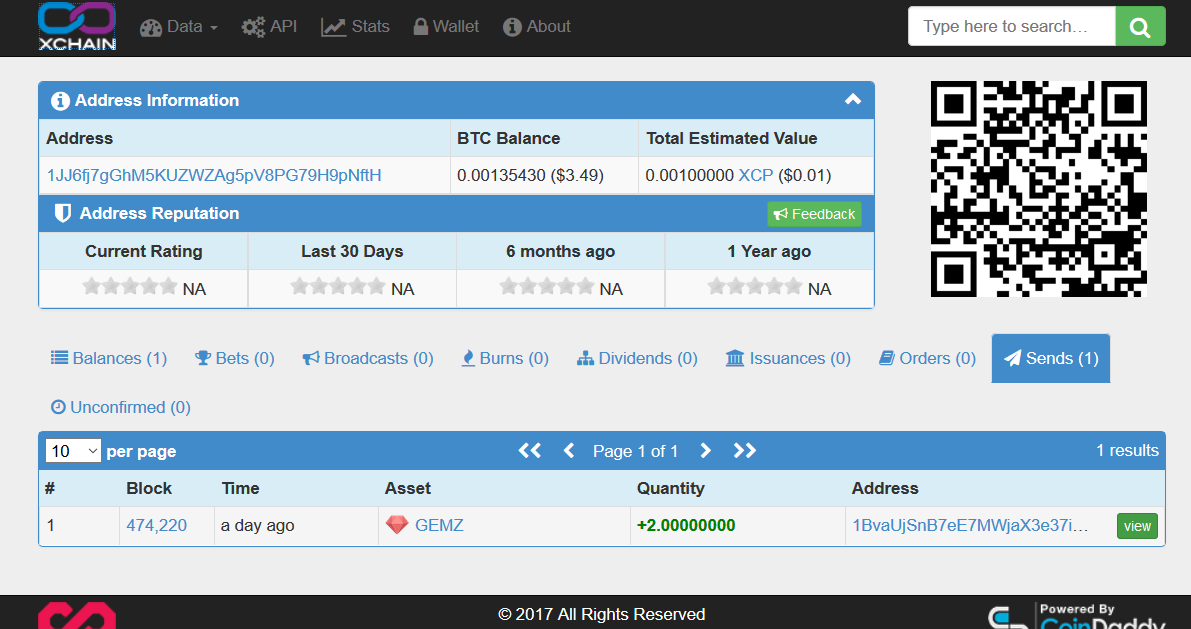 XCHAIN
Data API Stats Wallet About Type here to search…
Address Information
Address BTC Balance Total Estimated Value
1JJ6fj7gGhM5KUZWZAg5pV8PG79H9pNftH 0.00135430 ($3.49) 0.00100000 XCP ($0.01)
Address Reputation Feedback
Current Rating Last 30 Days 6 months ago 1 Year ago
NA NA NA NA
Balances (1) Bets (0) Broadcasts (0) Burns (0) Dividends (0) Issuances (0) Orders (0) Sends (1)
Unconfirmed (0)
10 per page Page 1 of 1 1 results
# Block Time Asset Quantity Address
1 474,220 a day ago GEMZ +2.00000000 1BvaUjSnB7eE7MWjaX3e37i… view
© 2017 All Rights Reserved
Powered By
CoinDaddy